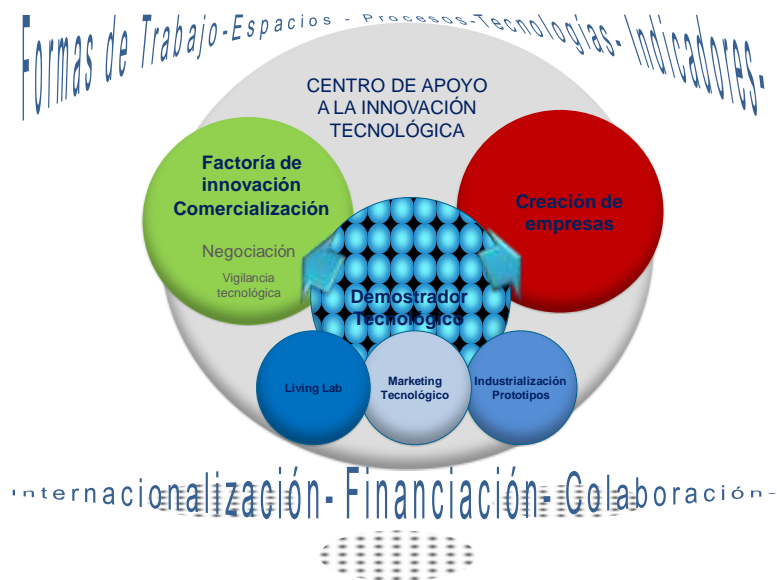 Formas de Trabajo-Espacios - Procesos-Tecnologías- Indicadores-
CENTRO DE APOYO
A LA INNOVACIÓN
TECNOLÓGICA
Factoría de
innovación
Comercialización
Negociación
Vigilancia
tecnológica
Creación de
empresas
Demostrador
Tecnológico
Living Lab
Marketing
Tecnológico
Industrialización
Prototipos
Internacionalización- Financiación- Colaboración-